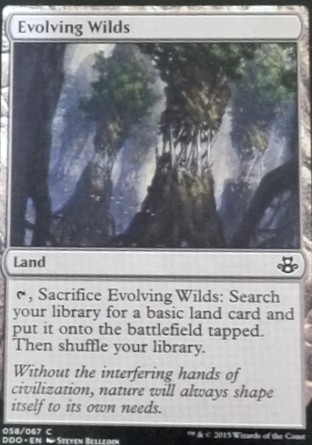 Evolving Wilds
Land
, Sacrifice Evolving Wilds: Search
your library for a basic land card and
put it onto the battlefield tapped.
Then shuffle your library.
Without the interfering hands of
civilization, nature will always shape
itself to its own needs.
058/067 C
DDO • EN Steven Belledin
™ & © 2015 Wizards of the Coast